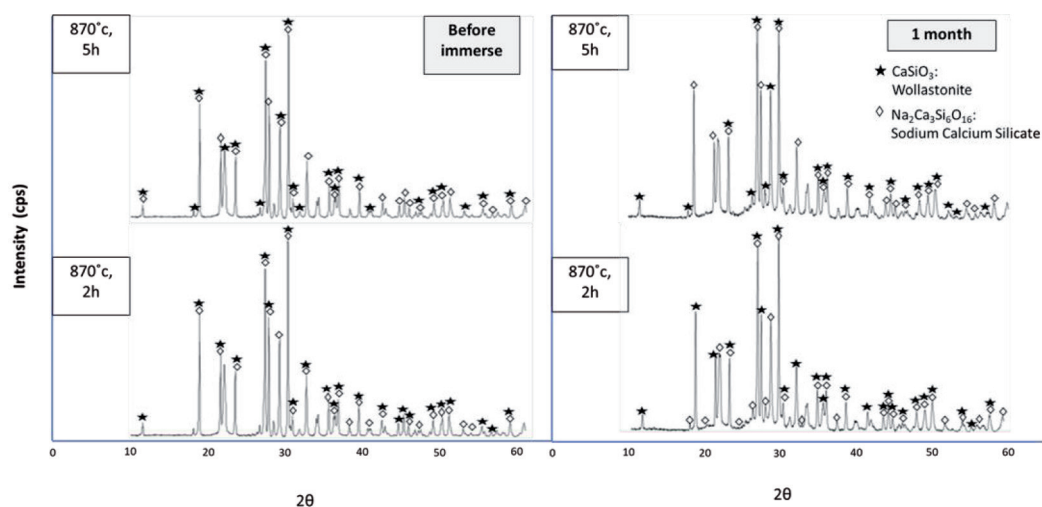 870˚c,
5h
Before
immerse
870˚c,
5h
1 month
CaSiO3:
Wollastonite
Na2Ca3Si6O16:
Sodium Calcium Silicate
Intensity (cps)
870˚c,
2h
870˚c,
2h
0 10 20 30 40 50 60
0 10 20 30 40 50 60
2θ
2θ